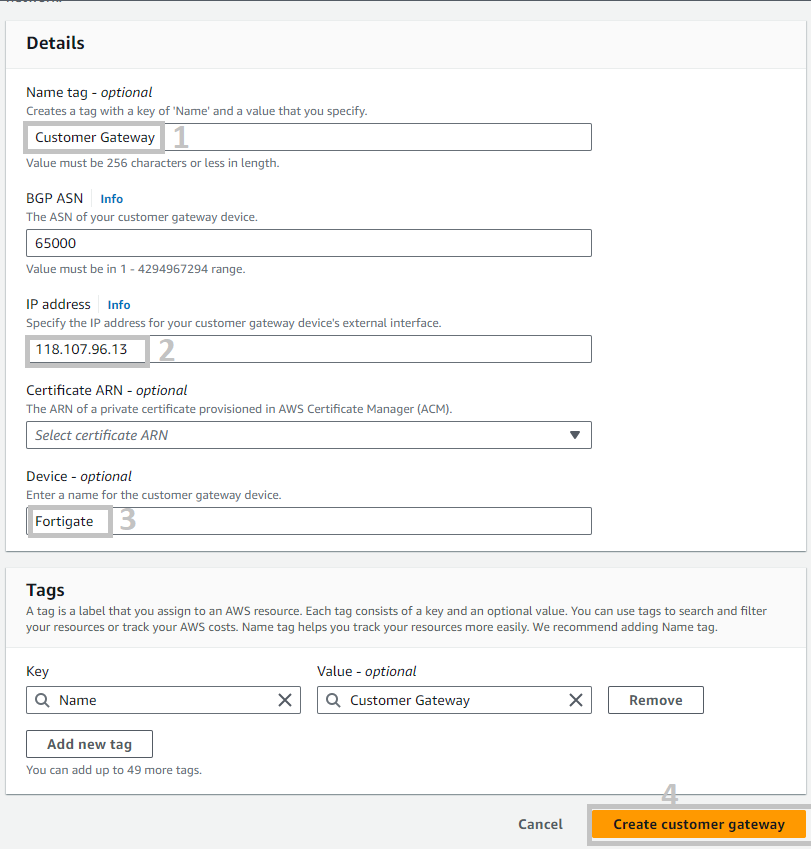 Details
Name tag - optional
Creates a tag with a key of 'Name' and a value that you specify.
Customer Gateway 1
Value must be 256 characters or less in length.
BGP ASN Info
The ASN of your customer gateway device.
65000
Value must be in 1 - 4294967294 range.
IP address Info
Specify the IP address for your customer gateway device's external interface.
118.107.96.13 2
Certificate ARN - optional
The ARN of a private certificate provisioned in AWS Certificate Manager (ACM).
Select certificate ARN
Device - optional
Enter a name for the customer gateway device.
Fortigate 3
Tags
A tag is a label that you assign to an AWS resource. Each tag consists of a key and an optional value. You can use tags to search and filter
your resources or track your AWS costs. Name tag helps you track your resources more easily. We recommend adding Name tag.
Key Value - optional
Name Customer Gateway Remove
Add new tag
You can add up to 49 more tags.
4
Cancel Create customer gateway